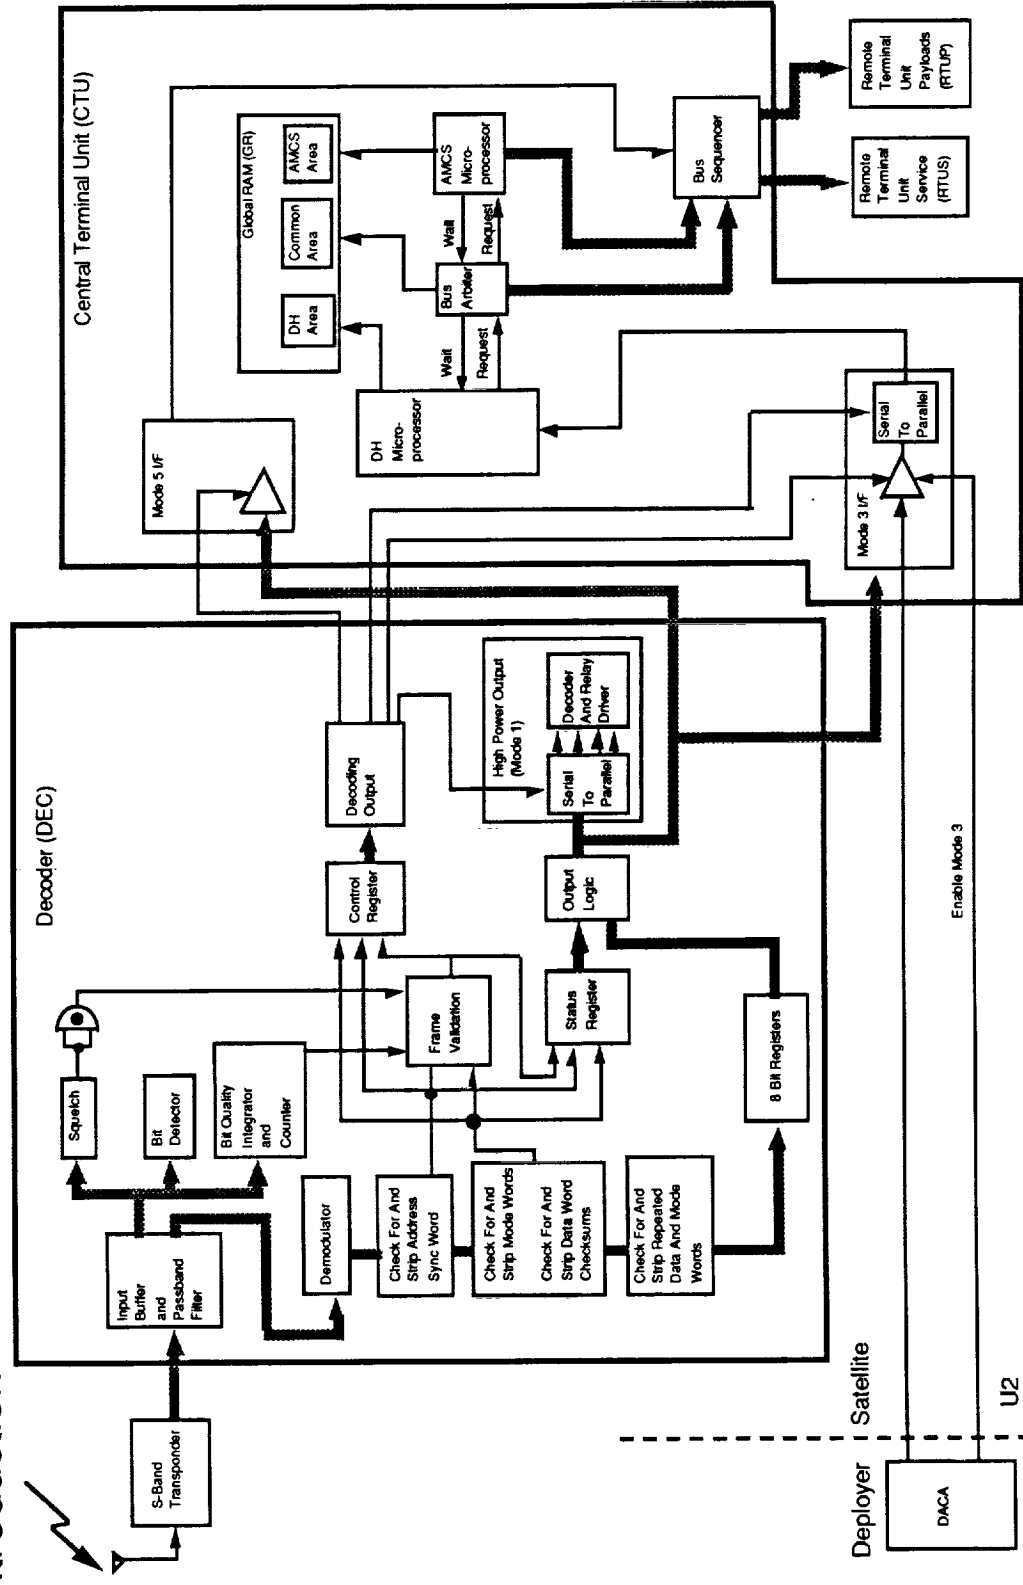 Central Terminal Unit (CTU)
Mode 5 I/F
Global RAM (GR)
DH
Area
Common
Area
AMCS
Area
DH
Micro-
processor
Wait
Request
Bus
Arbiter
Wait
Request
AMCS
Micro-
processor
Bus
Sequencer
Remote
Terminal
Unit
Payloads
(RTUP)
Remote
Terminal
Unit
Service
(RTUS)
Mode 3 I/F
Serial
To
Parallel
Decoder (DEC)
S-Band
Transponder
Input
Buffer
and
Passband
Filter
Squelch
Bit
Detector
Bit Quality
Integrator
and
Counter
Demodulator
Check For And
Strip Address
Sync Word
Check For And
Strip Mode Words
Check For And
Strip Data Word
Checksums
Check For And
Strip Repeated
Data And Mode
Words
Frame
Validation
Control
Register
Decoding
Output
Status
Register
Output
Logic
8 Bit Registers
High Power Output
(Mode 1)
Serial
To
Parallel
Decoder
And Relay
Driver
Enable Mode 3
Deployer
Satellite
DACA
U2